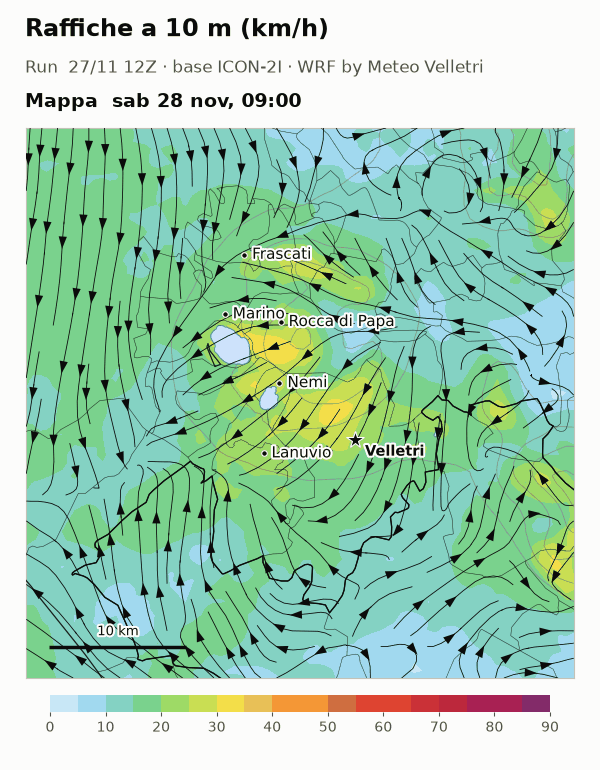 Raffiche a 10 m (km/h)
Run  27/11 12Z · base ICON-2I · WRF by Meteo Velletri
Mappa  sab 28 nov, 09:00
Frascati
Marino
Rocca di Papa
Nemi
Velletri
Lanuvio
10 km
0 10 20 30 40 50 60 70 80 90